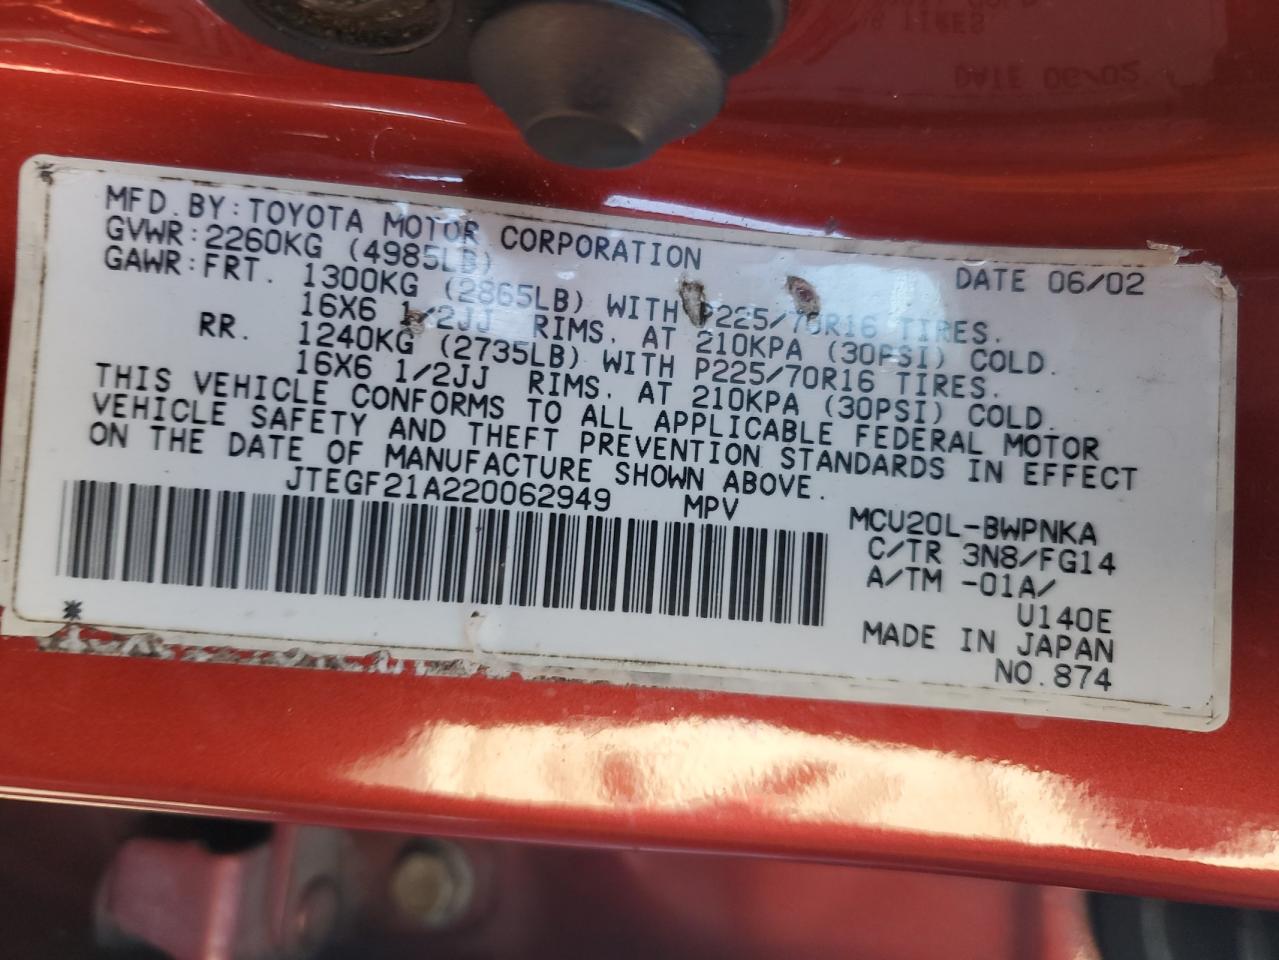 MFD.BY:TOYOTA MOTOR CORPORATION DATE 06/02
GVWR:2260KG (4985LB)
GAWR:FRT. 1300KG (2865LB) WITH P225/70R16 TIRES.
16X6 1/2JJ RIMS, AT 210KPA (30PSI) COLD.
RR. 1240KG (2735LB) WITH P225/70R16 TIRES.
16X6 1/2JJ RIMS, AT 210KPA (30PSI) COLD.
THIS VEHICLE CONFORMS TO ALL APPLICABLE FEDERAL MOTOR
VEHICLE SAFETY AND THEFT PREVENTION STANDARDS IN EFFECT
ON THE DATE OF MANUFACTURE SHOWN ABOVE.
JTEGF21A220062949 MPV
MCU20L-BWPNKA
C/TR 3N8/FG14
A/TM -01A/
U140E
MADE IN JAPAN
NO.874